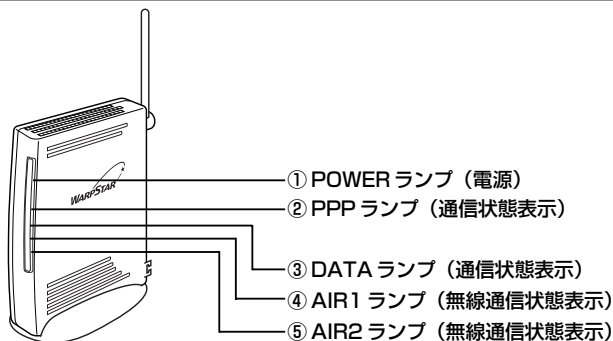 WARPSTAR
① POWER ランプ（電源）
② PPP ランプ（通信状態表示）
③ DATA ランプ（通信状態表示）
④ AIR1 ランプ（無線通信状態表示）
⑤ AIR2 ランプ（無線通信状態表示）